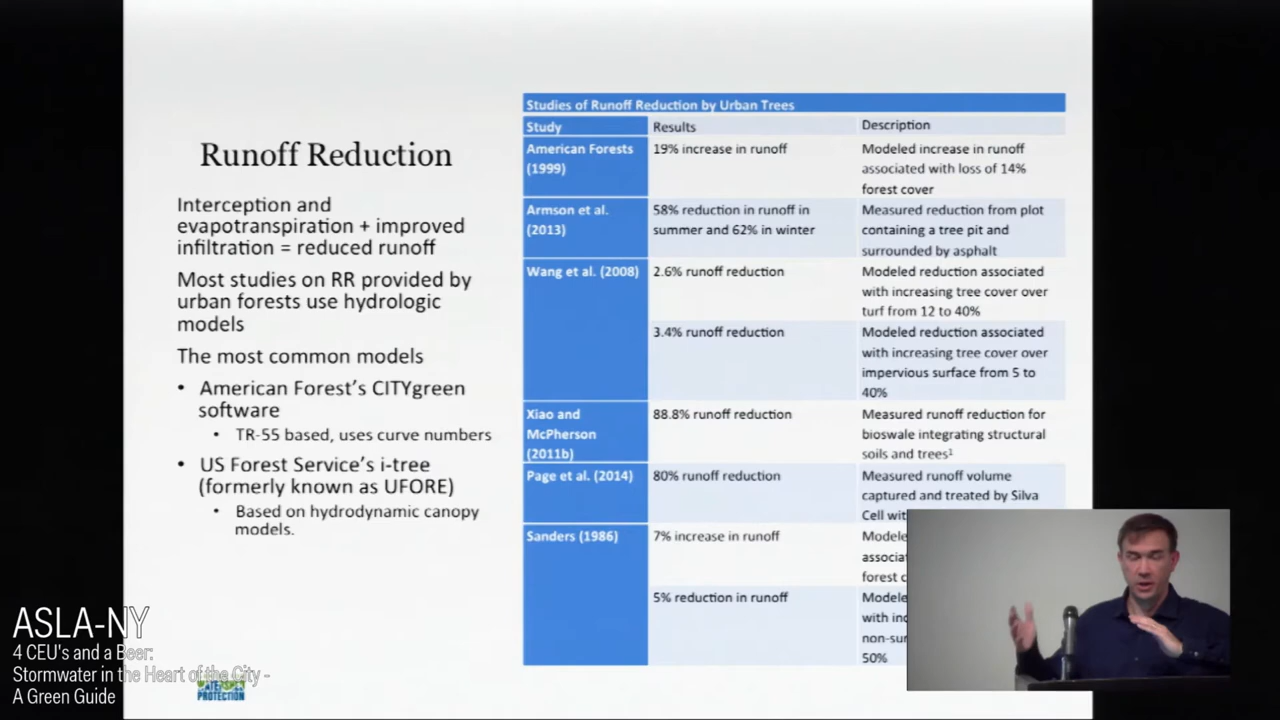 Runoff Reduction
Interception and
evapotranspiration + improved
infiltration = reduced runoff
Most studies on RR provided by
urban forests use hydrologic
models
The most common models
• American Forest's CITYgreen
software
• TR-55 based, uses curve numbers
• US Forest Service's i-tree
(formerly known as UFORE)
• Based on hydrodynamic canopy
models.
Studies of Runoff Reduction by Urban Trees
Study Results Description
American Forests 19% increase in runoff Modeled increase in runoff
(1999) associated with loss of 14%
forest cover
Armson et al. 58% reduction in runoff in Measured reduction from plot
(2013) summer and 62% in winter containing a tree pit and
surrounded by asphalt
Wang et al. (2008) 2.6% runoff reduction Modeled reduction associated
with increasing tree cover over
turf from 12 to 40%
3.4% runoff reduction Modeled reduction associated
with increasing tree cover over
impervious surface from 5 to
40%
Xiao and 88.8% runoff reduction Measured runoff reduction for
McPherson bioswale integrating structural
(2011b) soils and trees¹
Page et al. (2014) 80% runoff reduction Measured runoff volume
captured and treated by Silva
Cell wit
Sanders (1986) 7% increase in runoff Modele
associat
forest c
5% reduction in runoff Modele
with inc
non-sur
50%
ASLA-NY
4 CEU's and a Beer:
Stormwater in the Heart of the City -
A Green Guide
PROTECTION